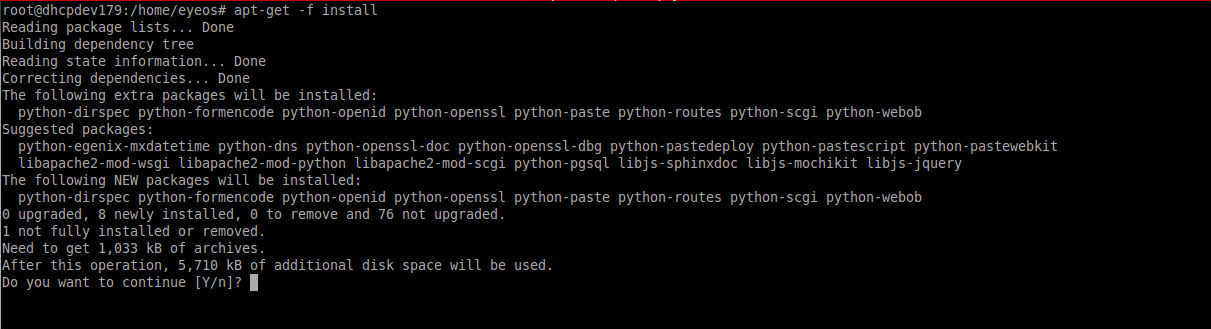 root@dhcpdev179:/home/eyeos# apt-get -f install
Reading package lists... Done
Building dependency tree
Reading state information... Done
Correcting dependencies... Done
The following extra packages will be installed:
  python-dirspec python-formencode python-openid python-openssl python-paste python-routes python-scgi python-webob
Suggested packages:
  python-egenix-mxdatetime python-dns python-openssl-doc python-openssl-dbg python-pastedeploy python-pastescript python-pastewebkit
  libapache2-mod-wsgi libapache2-mod-python libapache2-mod-scgi python-pgsql libjs-sphinxdoc libjs-mochikit libjs-jquery
The following NEW packages will be installed:
  python-dirspec python-formencode python-openid python-openssl python-paste python-routes python-scgi python-webob
0 upgraded, 8 newly installed, 0 to remove and 76 not upgraded.
1 not fully installed or removed.
Need to get 1,033 kB of archives.
After this operation, 5,710 kB of additional disk space will be used.
Do you want to continue [Y/n]?